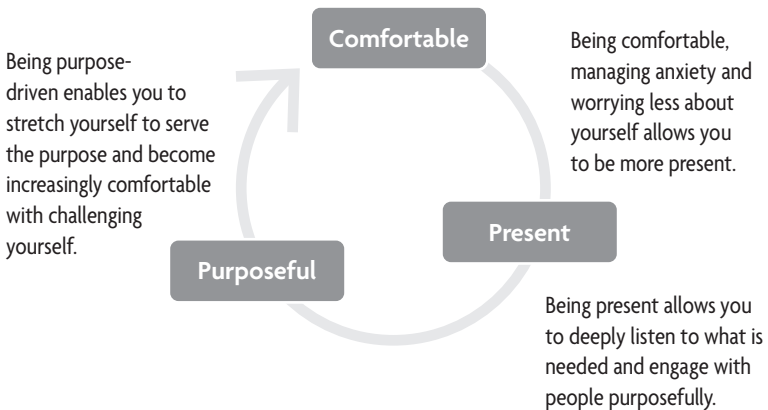 Comfortable
Being comfortable,
managing anxiety and
worrying less about
yourself allows you
to be more present.
Present
Being present allows you
to deeply listen to what is
needed and engage with
people purposefully.
Purposeful
Being purpose-
driven enables you to
stretch yourself to serve
the purpose and become
increasingly comfortable
with challenging
yourself.